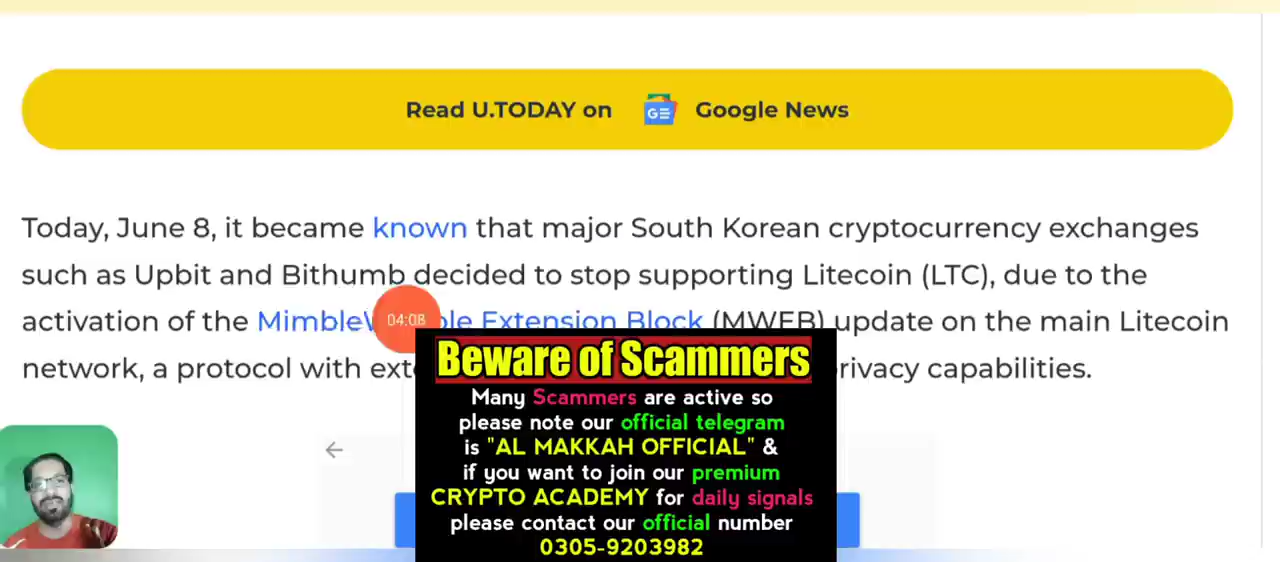 Read U.TODAY on GE Google News
Today, June 8, it became known that major South Korean cryptocurrency exchanges
such as Upbit and Bithumb decided to stop supporting Litecoin (LTC), due to the
activation of the Extension Block (MWEB) update on the main Litecoin
04:08
network, a protocol with privacy capabilities.
Beware of Scammers
Many Scammers are active so
please note our official telegram
is "AL MAKKAH OFFICIAL" &
if you want to join our premium
CRYPTO ACADEMY for daily signals
please contact our official number
0305-9203982